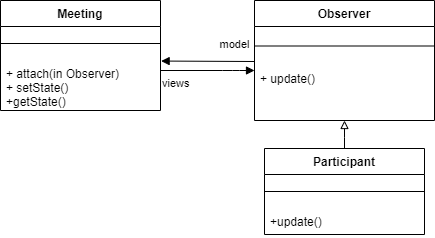 Meeting
+ attach(in Observer)
+ setState()
+getState()
model
views
Observer
+ update()
Participant
+update()